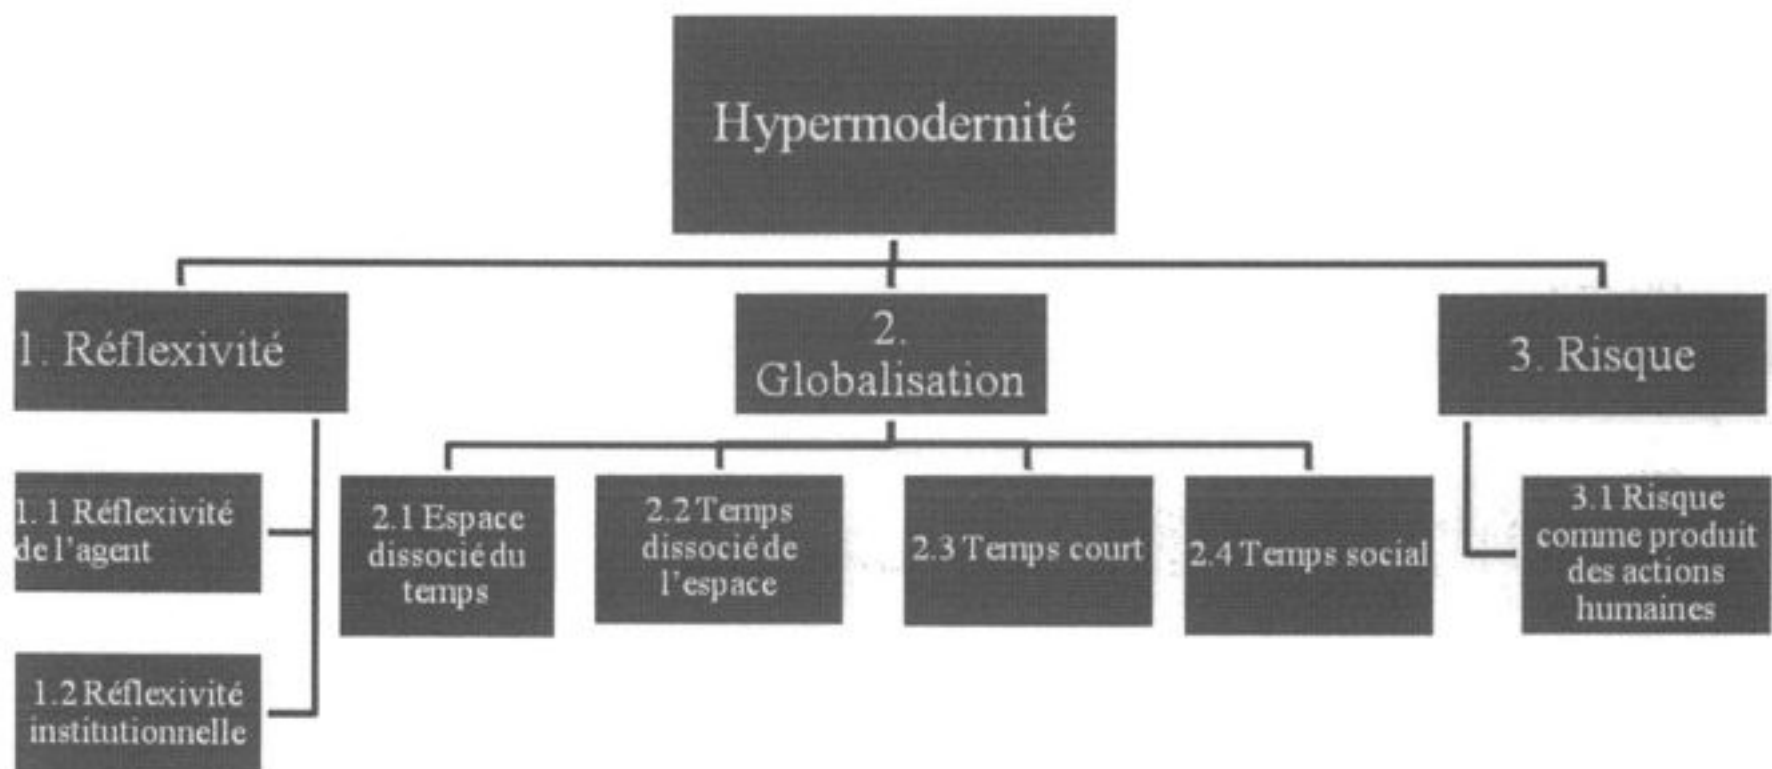 Hypermodernité
1. Réflexivité
2.
Globalisation
3. Risque
1. 1 Réflexivité
de l'agent
1.2 Réflexivité
institutionnelle
2.1 Espace
dissocié du
temps
2.2 Temps
dissocié de
l'espace
2.3 Temps court
2.4 Temps social
3.1 Risque
comme produit
des actions
humaines